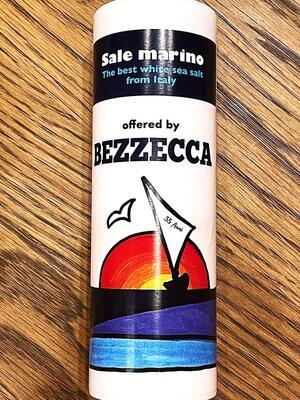 Sale marino
The best white sea salt
from Italy
offered by
BEZZECCA
35 Anni